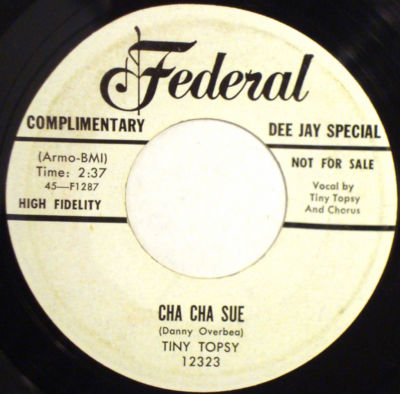 Federal
COMPLIMENTARY
DEE JAY SPECIAL
(Armo-BMI)
Time: 2:37
45—F1287
HIGH FIDELITY
NOT FOR SALE
Vocal by
Tiny Topsy
And Chorus
CHA CHA SUE
(Danny Overbea)
TINY TOPSY
12323